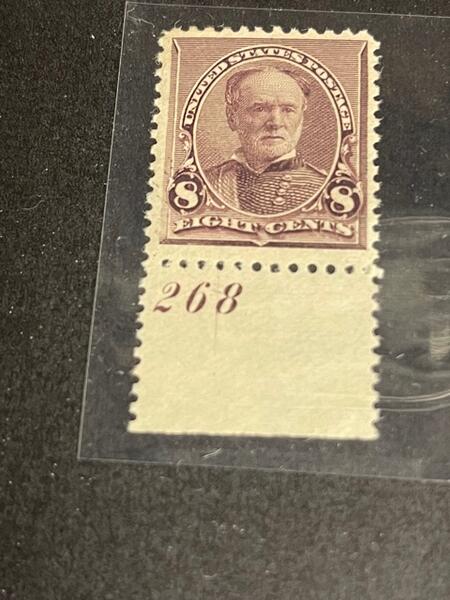 UNITED STATES POSTAGE
8 8
EIGHT CENTS
268